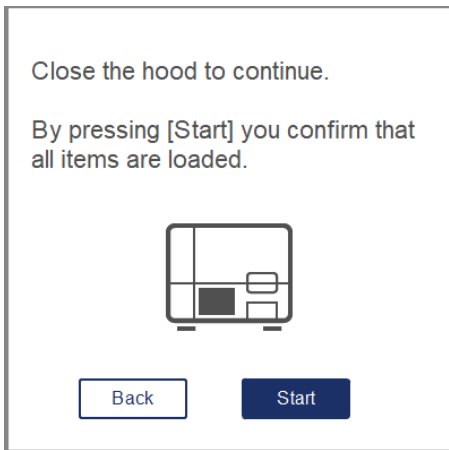 Close the hood to continue.
By pressing [Start] you confirm that
all items are loaded.
Back
Start